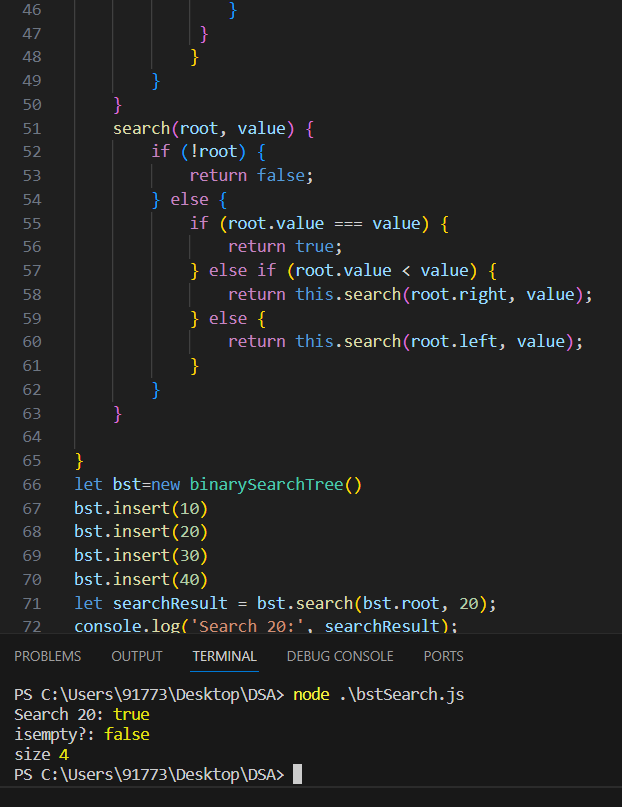 46 }
47 }
48 }
49 }
50 }
51 search(root, value) {
52 if (!root) {
53 return false;
54 } else {
55 if (root.value === value) {
56 return true;
57 } else if (root.value < value) {
58 return this.search(root.right, value);
59 } else {
60 return this.search(root.left, value);
61 }
62 }
63 }
64
65 }
66 let bst=new binarySearchTree()
67 bst.insert(10)
68 bst.insert(20)
69 bst.insert(30)
70 bst.insert(40)
71 let searchResult = bst.search(bst.root, 20);
72 console.log('Search 20:', searchResult);
PROBLEMS OUTPUT TERMINAL DEBUG CONSOLE PORTS
PS C:\Users\91773\Desktop\DSA> node .\bstSearch.js
Search 20: true
isempty?: false
size 4
PS C:\Users\91773\Desktop\DSA>